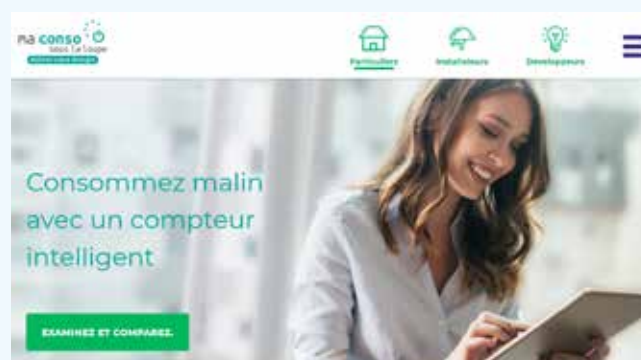 ma conso
sous la loupe
Particuliers
Installateurs
Développeurs
Consommez malin
avec un compteur
intelligent
EXAMINEZ ET COMPAREZ.